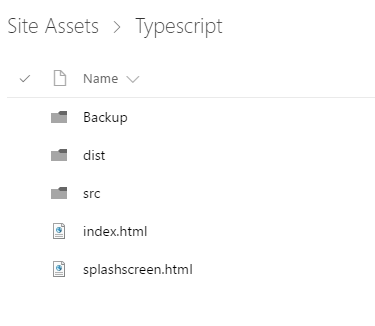 Site Assets > Typescript
Name
Backup
dist
src
index.html
splashscreen.html